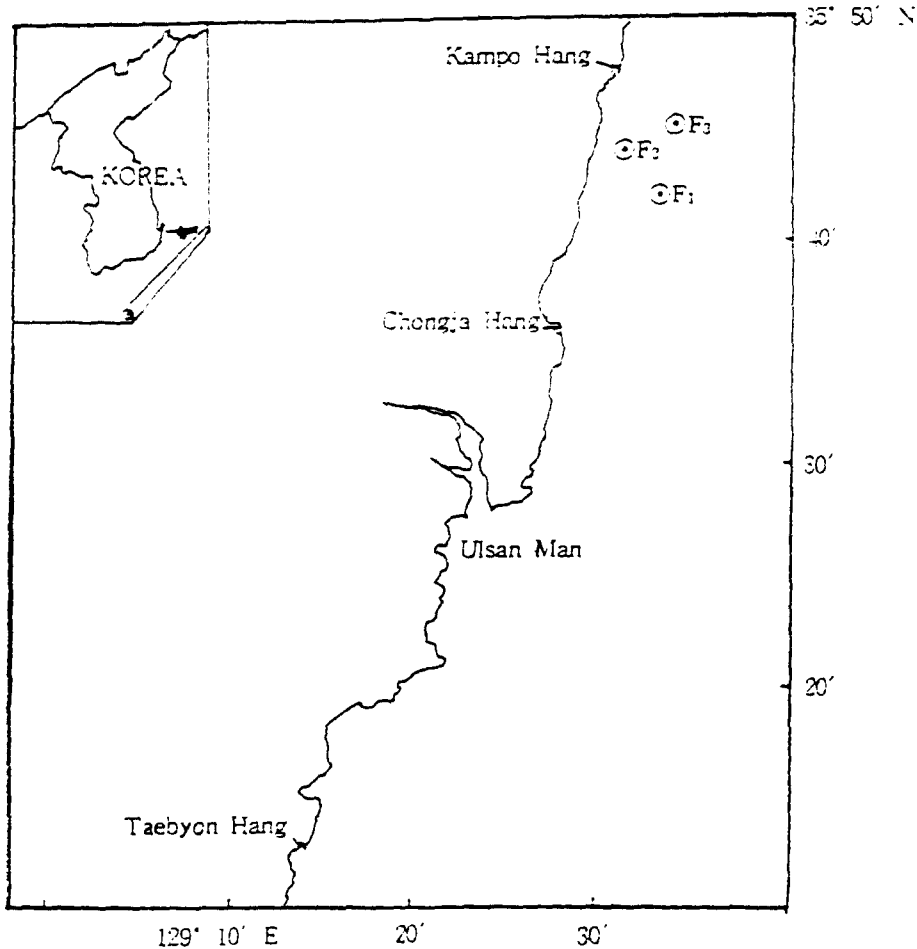 35° 50′ N
Kampo Hang
F₃
F₂
F₁
KOREA
40′
Chongja Hang
30′
Ulsan Man
20′
Taebyon Hang
129° 10′ E
20′
30′